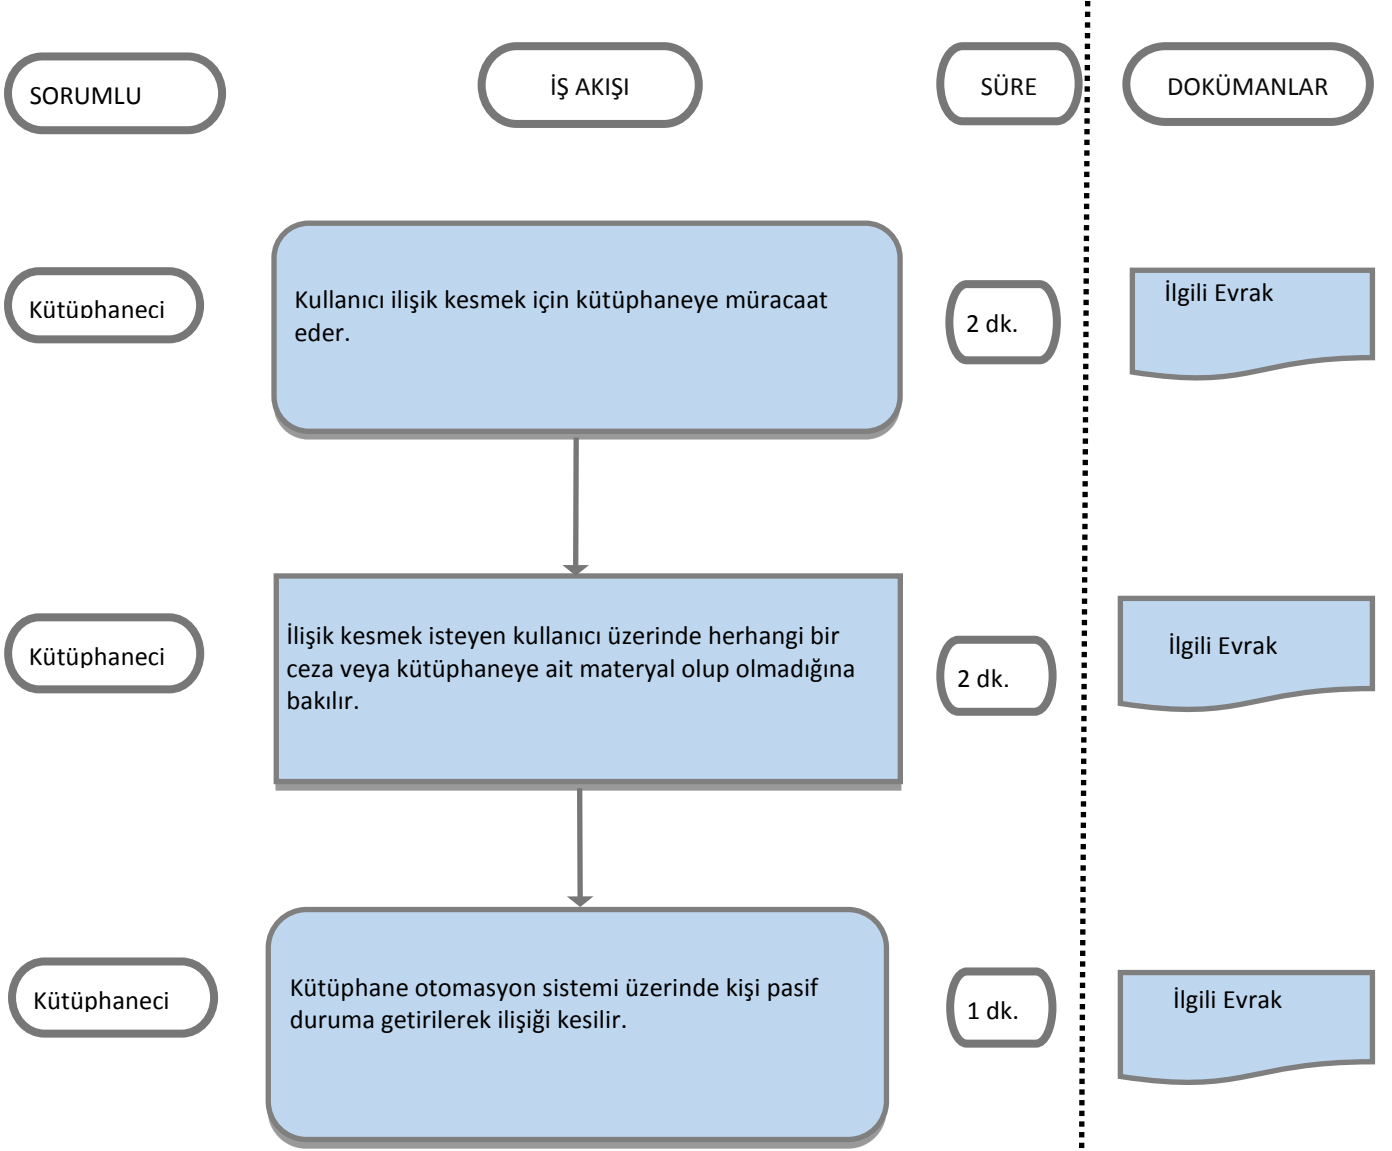 SORUMLU
İŞ AKIŞI
SÜRE
DOKÜMANLAR
Kütüphaneci
Kullanıcı ilişik kesmek için kütüphaneye müracaat
eder.
2 dk.
İlgili Evrak
Kütüphaneci
İlişik kesmek isteyen kullanıcı üzerinde herhangi bir
ceza veya kütüphaneye ait materyal olup olmadığına
bakılır.
2 dk.
İlgili Evrak
Kütüphaneci
Kütüphane otomasyon sistemi üzerinde kişi pasif
duruma getirilerek ilişiği kesilir.
1 dk.
İlgili Evrak